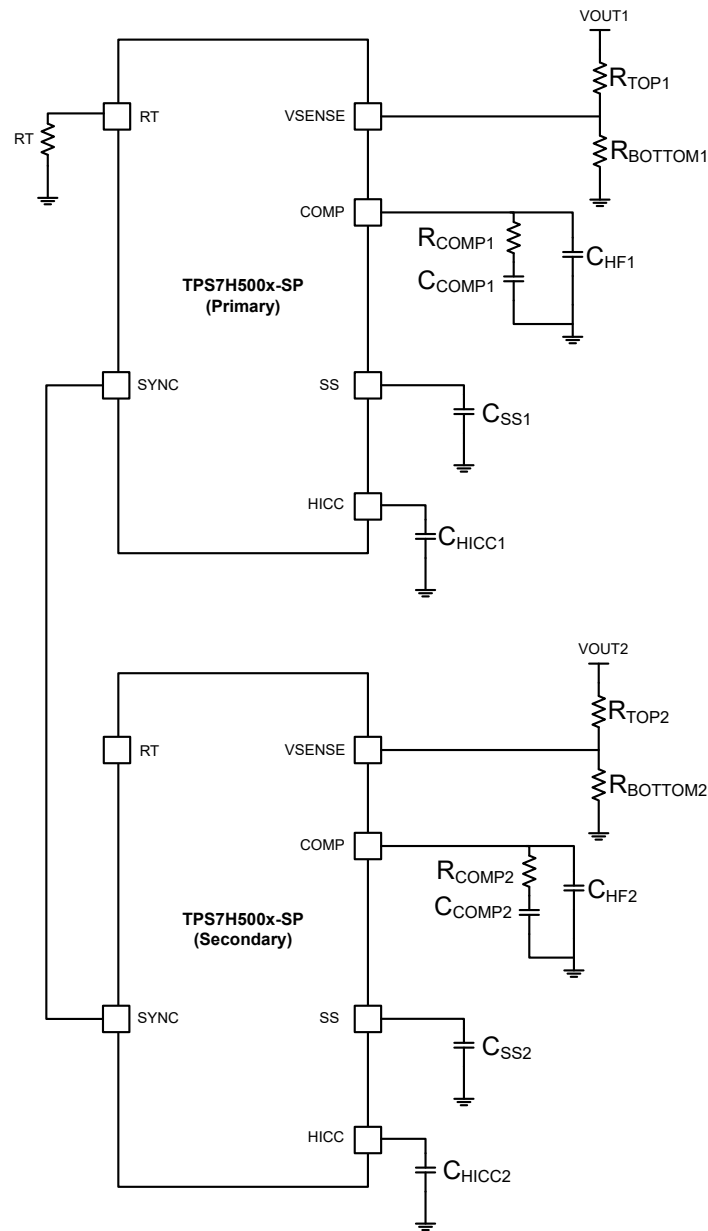 VOUT1
RTOP1
RT
VSENSE
RT
RBOTTOM1
COMP
RCOMP1
CHF1
CCOMP1
TPS7H500x-SP
(Primary)
SYNC
SS
CSS1
HICC
CHICC1
VOUT2
RTOP2
RT
VSENSE
RBOTTOM2
COMP
RCOMP2
CHF2
CCOMP2
TPS7H500x-SP
(Secondary)
SYNC
SS
CSS2
HICC
CHICC2